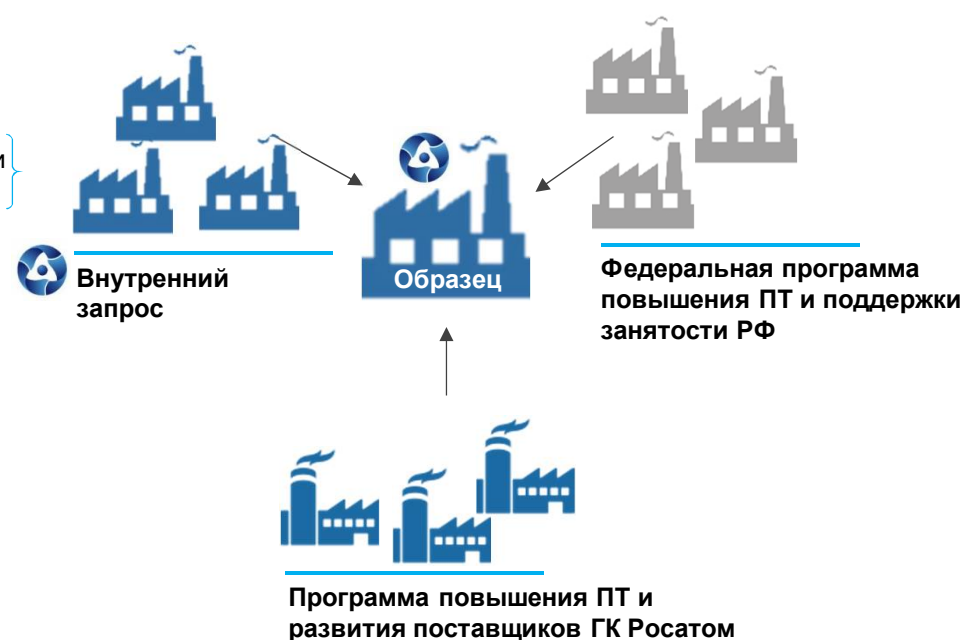 и
Внутренний
запрос
Образец
Федеральная программа
повышения ПТ и поддержки
занятости РФ
Программа повышения ПТ и
развития поставщиков ГК Росатом